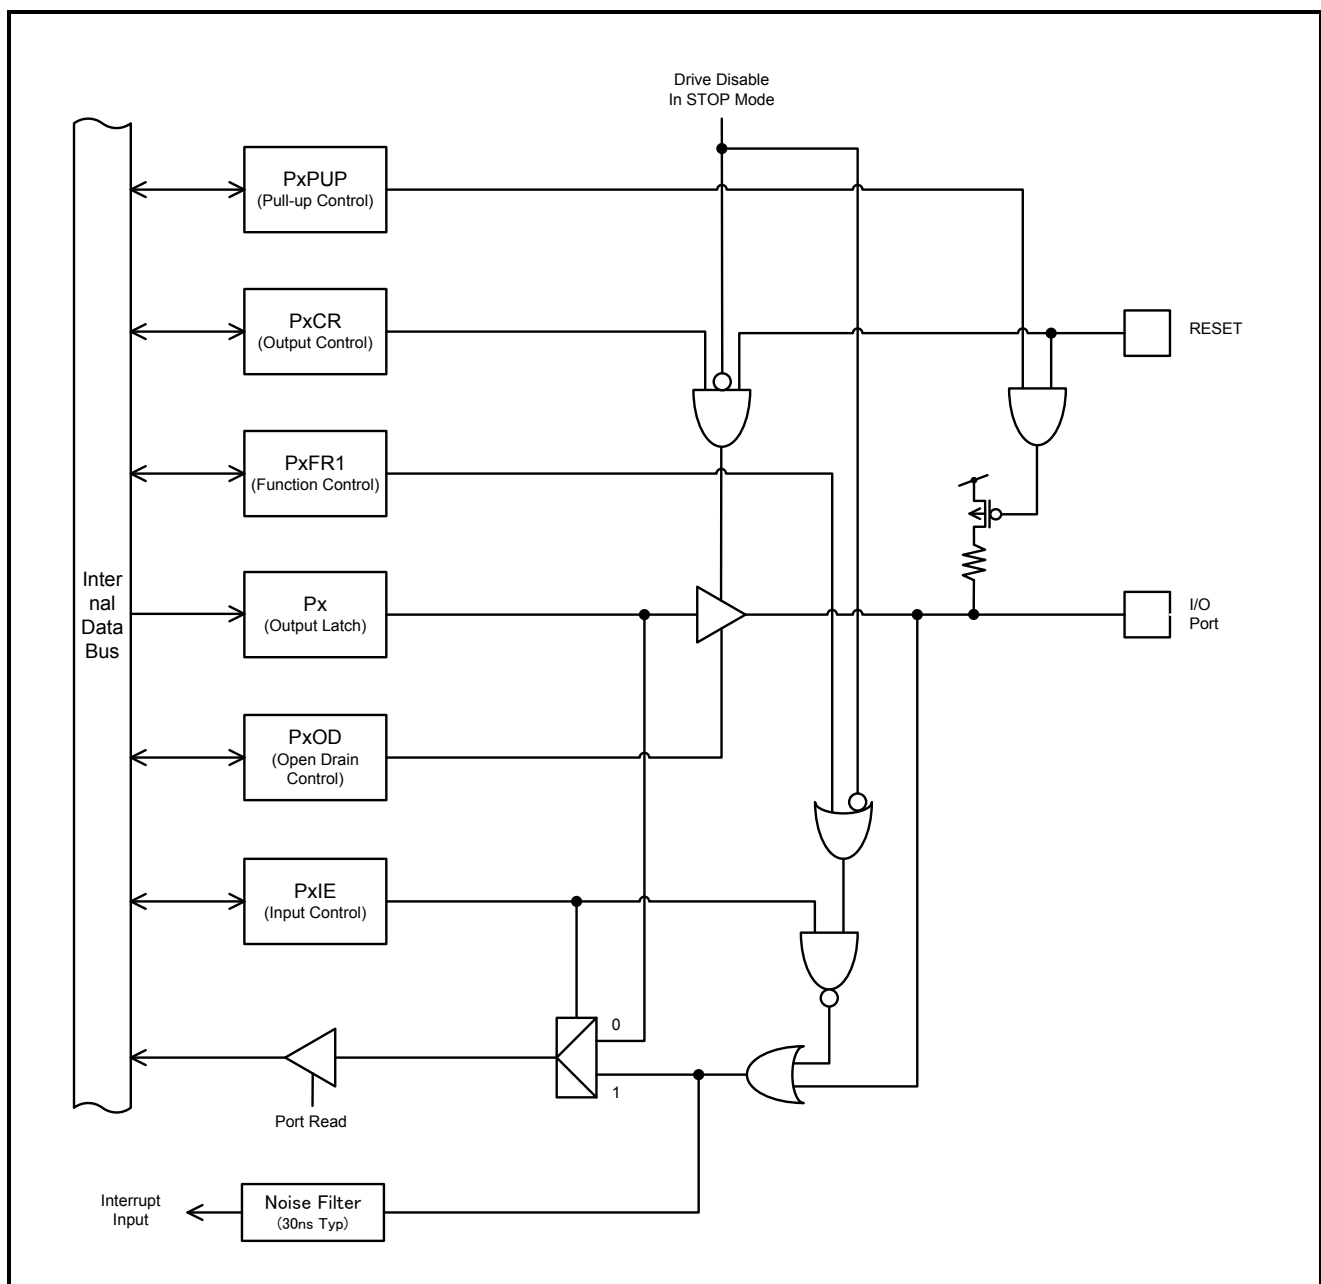 Drive Disable
In STOP Mode
PxPUP
(Pull-up Control)
PxCR
(Output Control)
RESET
PxFR1
(Function Control)
Inter
nal
Data
Bus
Px
(Output Latch)
I/O
Port
PxOD
(Open Drain
Control)
PxIE
(Input Control)
0
1
Port Read
Interrupt
Input
Noise Filter
(30ns Typ)